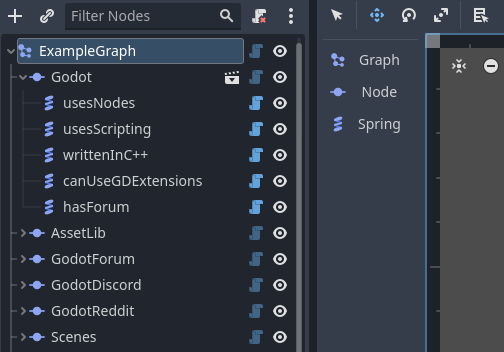 Filter Nodes
ExampleGraph
Godot
usesNodes
usesScripting
writtenInC++
canUseGDExtensions
hasForum
AssetLib
GodotForum
GodotDiscord
GodotReddit
Scenes
Graph
Node
Spring